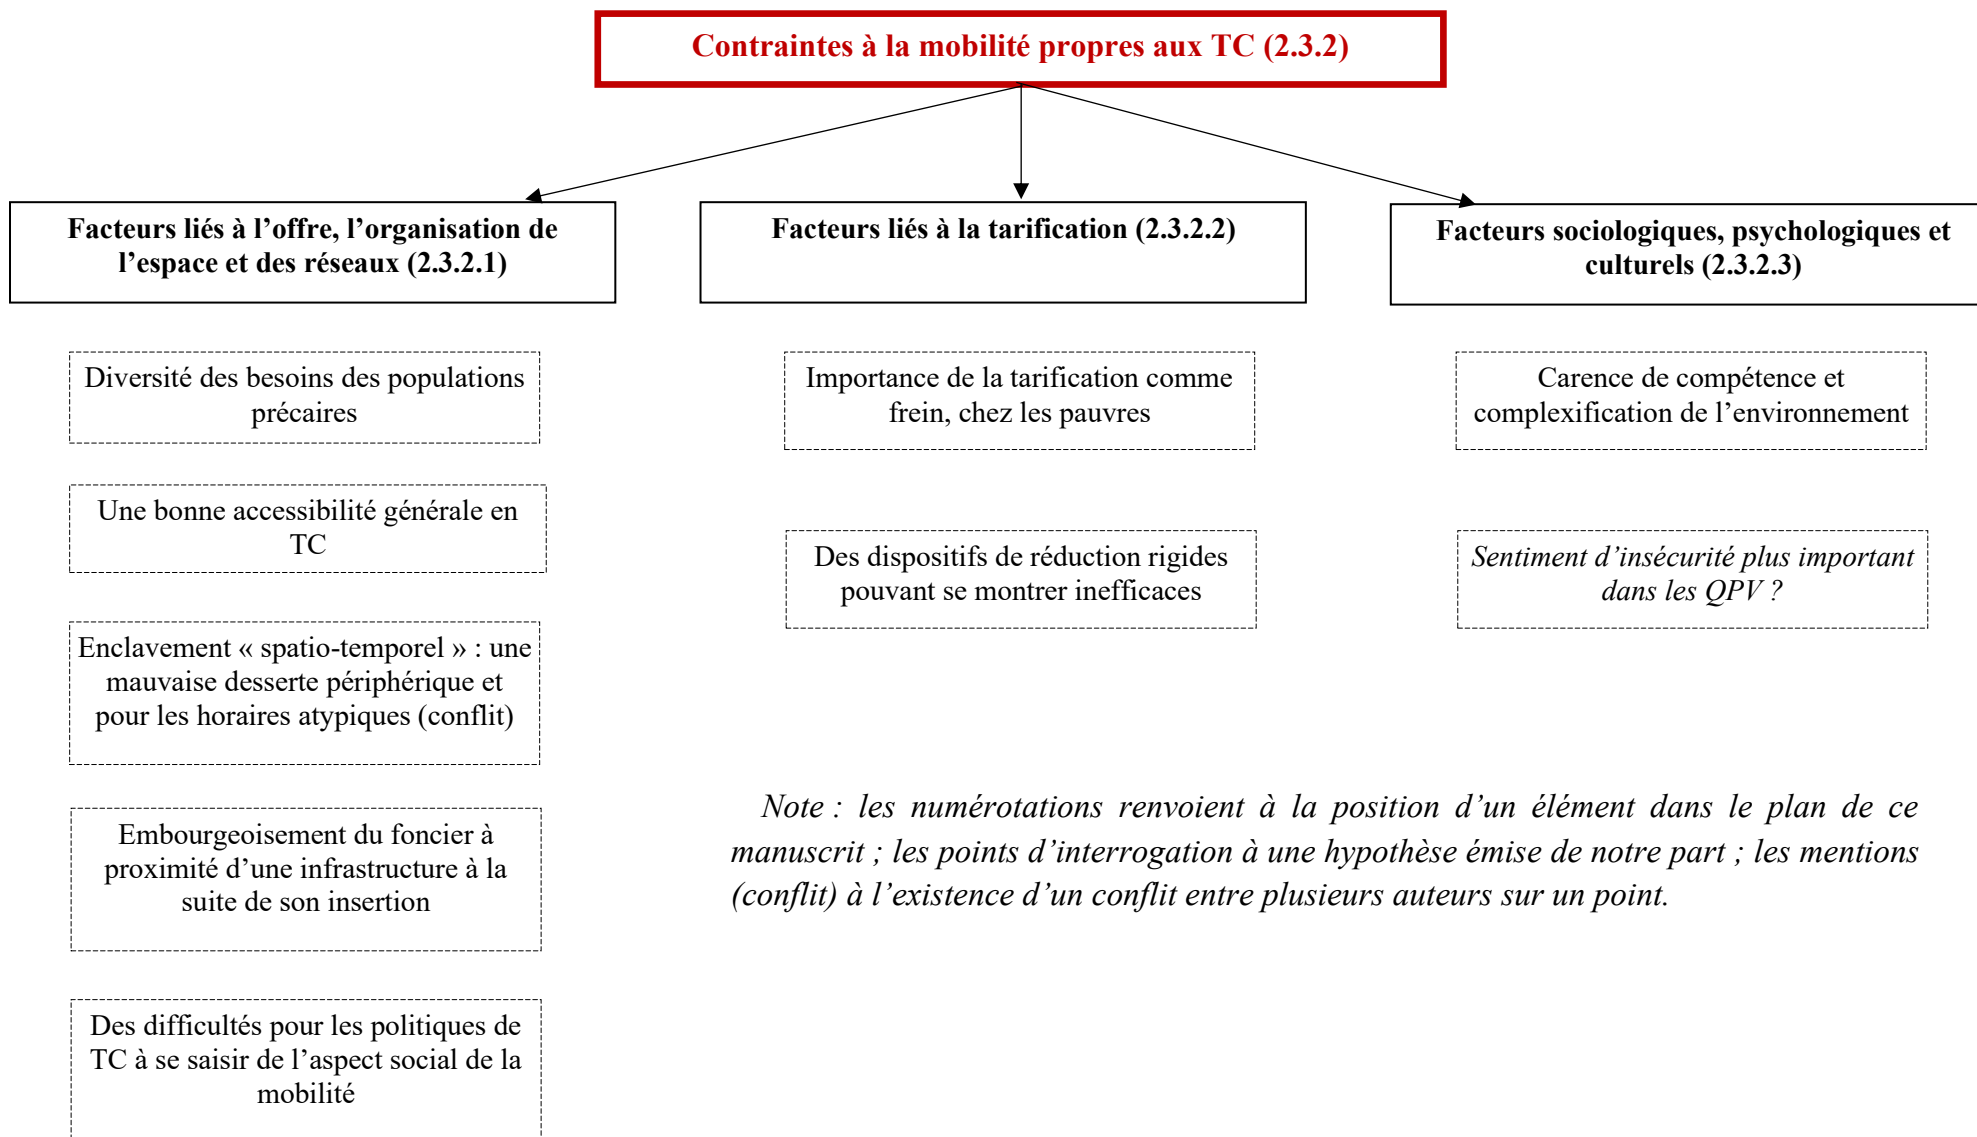 Contraintes à la mobilité propres aux TC (2.3.2)
Facteurs liés à l’offre, l’organisation de
l’espace et des réseaux (2.3.2.1)
Diversité des besoins des populations
précaires
Une bonne accessibilité générale en
TC
Enclavement « spatio-temporel » : une
mauvaise desserte périphérique et
pour les horaires atypiques (conflit)
Embourgeoisement du foncier à
proximité d’une infrastructure à la
suite de son insertion
Des difficultés pour les politiques de
TC à se saisir de l’aspect social de la
mobilité
Facteurs liés à la tarification (2.3.2.2)
Importance de la tarification comme
frein, chez les pauvres
Des dispositifs de réduction rigides
pouvant se montrer inefficaces
Facteurs sociologiques, psychologiques et
culturels (2.3.2.3)
Carence de compétence et
complexification de l’environnement
Sentiment d’insécurité plus important
dans les QPV ?
Note : les numérotations renvoient à la position d’un élément dans le plan de ce
manuscrit ; les points d’interrogation à une hypothèse émise de notre part ; les mentions
(conflit) à l’existence d’un conflit entre plusieurs auteurs sur un point.